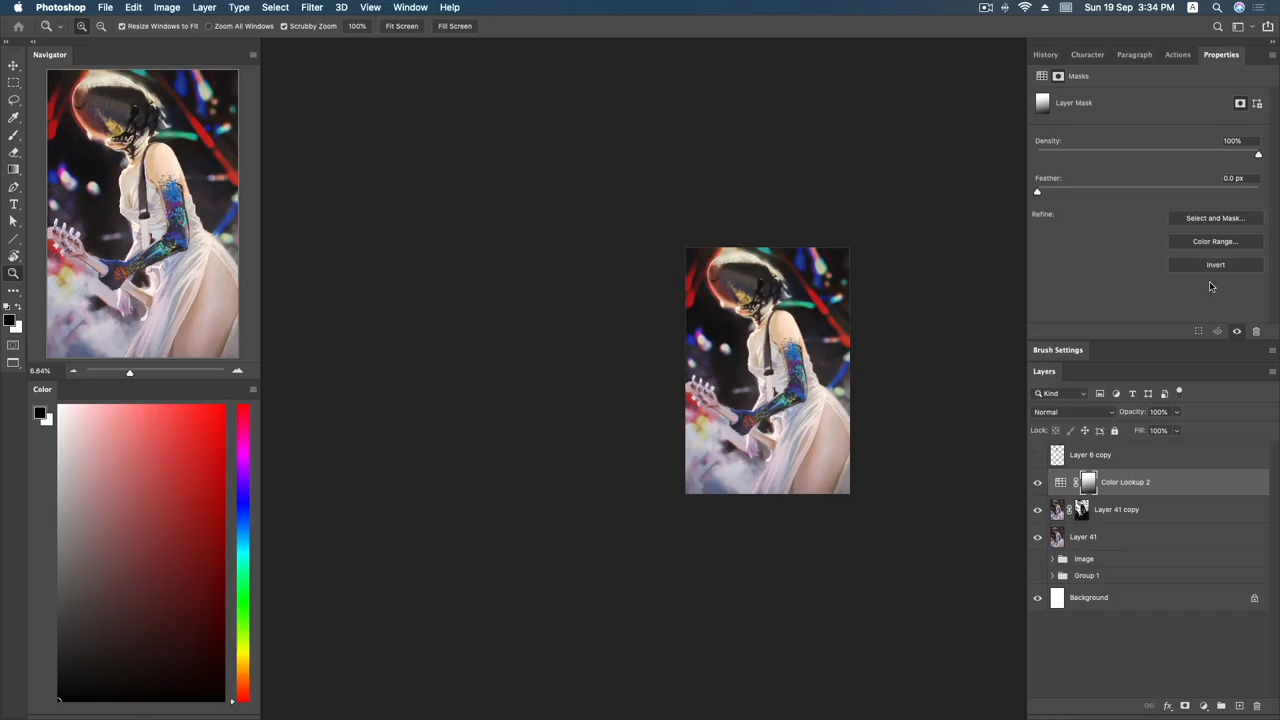 Photoshop File Edit Image Layer Type Select Filter 3D View Window Help Sun 19 Sep 3:34 PM A
Resize Windows to Fit Zoom All Windows Scrubby Zoom 100% Fit Screen Fill Screen
Navigator
6.84%
Color
History Character Paragraph Actions Properties
Masks
Layer Mask
Density: 100%
Feather: 0.0 px
Refine: Select and Mask...
Color Range...
Invert
Brush Settings
Layers
Kind
Normal Opacity: 100%
Lock: Fill: 100%
Layer 6 copy
Color Lookup 2
Layer 41 copy
Layer 41
image
Group 1
Background